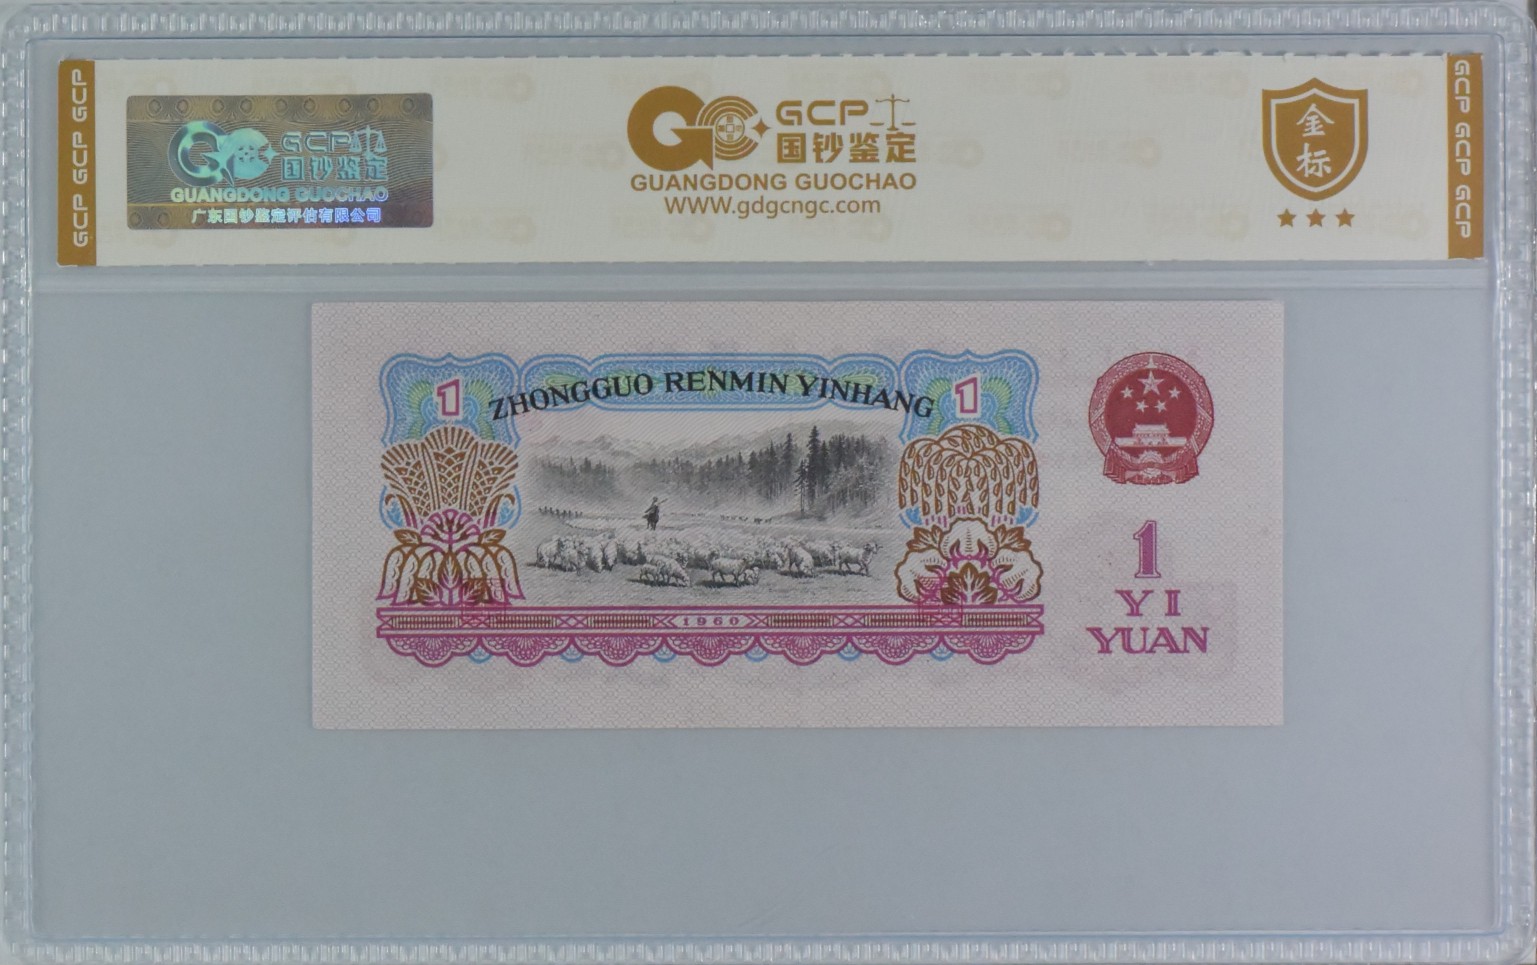 GCP GCP GCP
GCP
国钞鉴定
GUANGDONG GUOCHAO
广东国钞鉴定评估有限公司
GCP
国钞鉴定
GUANGDONG GUOCHAO
WWW.gdgcngc.com
金
标
GCP GCP GCP
1
ZHONGGUO RENMIN YINHANG
1
1960
1
YI
YUAN